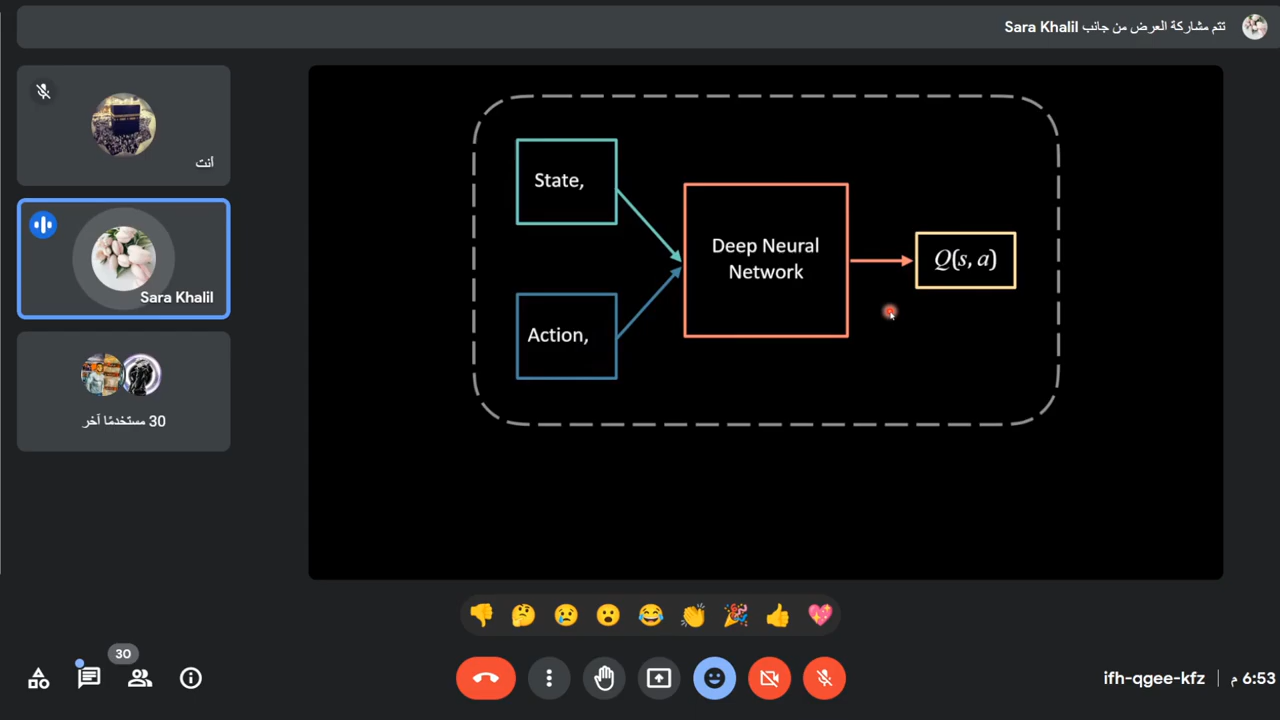 تتم مشاركة العرض من جانب Sara Khalil
أنت
Sara Khalil
30 مستخدمًا آخر
State,
Action,
Deep Neural
Network
Q(s, a)
30
ifh-qgee-kfz
6:53 م